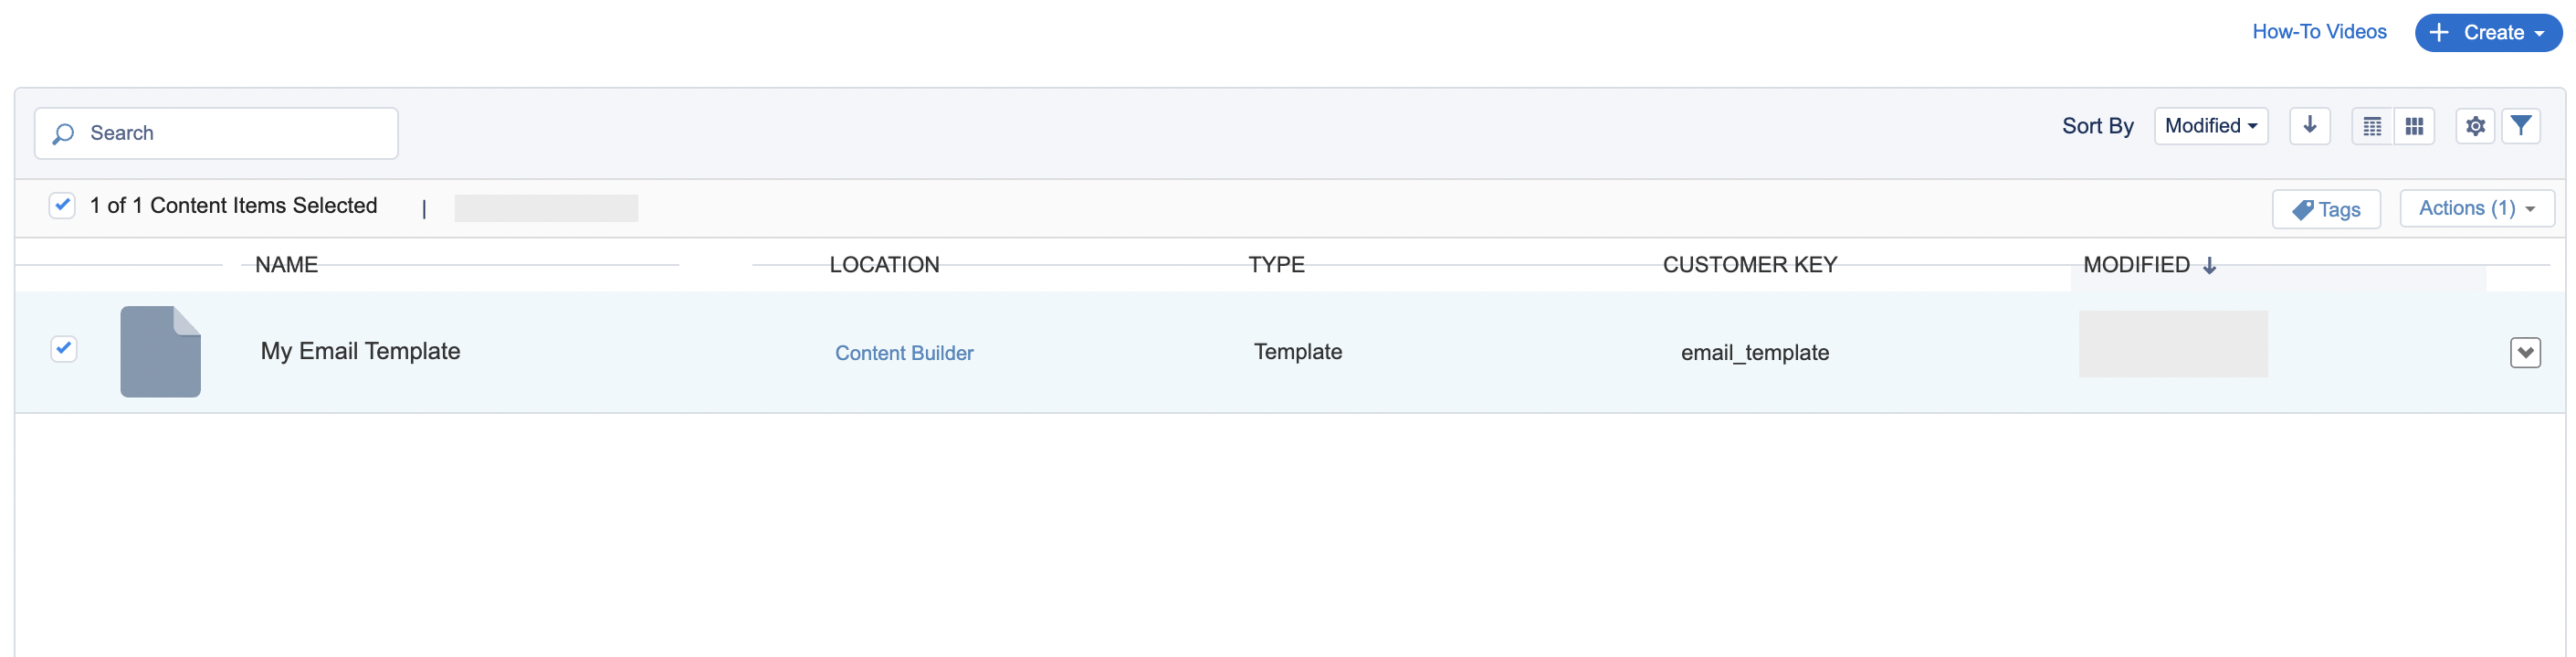 How-To Videos
Create
Search
Sort By
Modified
1 of 1 Content Items Selected |
Tags
Actions (1)
NAME LOCATION TYPE CUSTOMER KEY MODIFIED
My Email Template Content Builder Template email_template